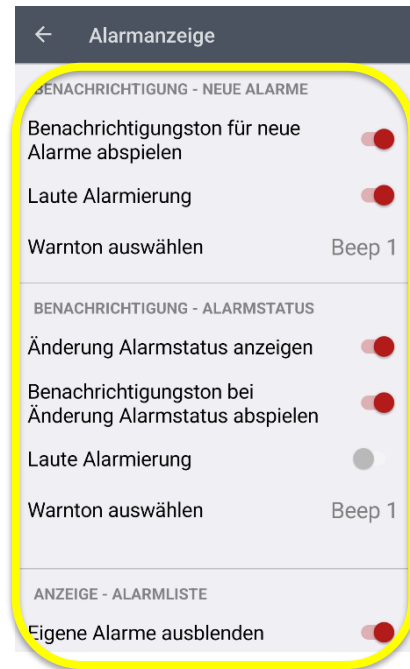 Alarmanzeige
BENACHRICHTIGUNG - NEUE ALARME
Benachrichtigungston für neue
Alarme abspielen
Laute Alarmierung
Warnton auswählen Beep 1
BENACHRICHTIGUNG - ALARMSTATUS
Änderung Alarmstatus anzeigen
Benachrichtigungston bei
Änderung Alarmstatus abspielen
Laute Alarmierung
Warnton auswählen Beep 1
ANZEIGE - ALARMLISTE
Eigene Alarme ausblenden